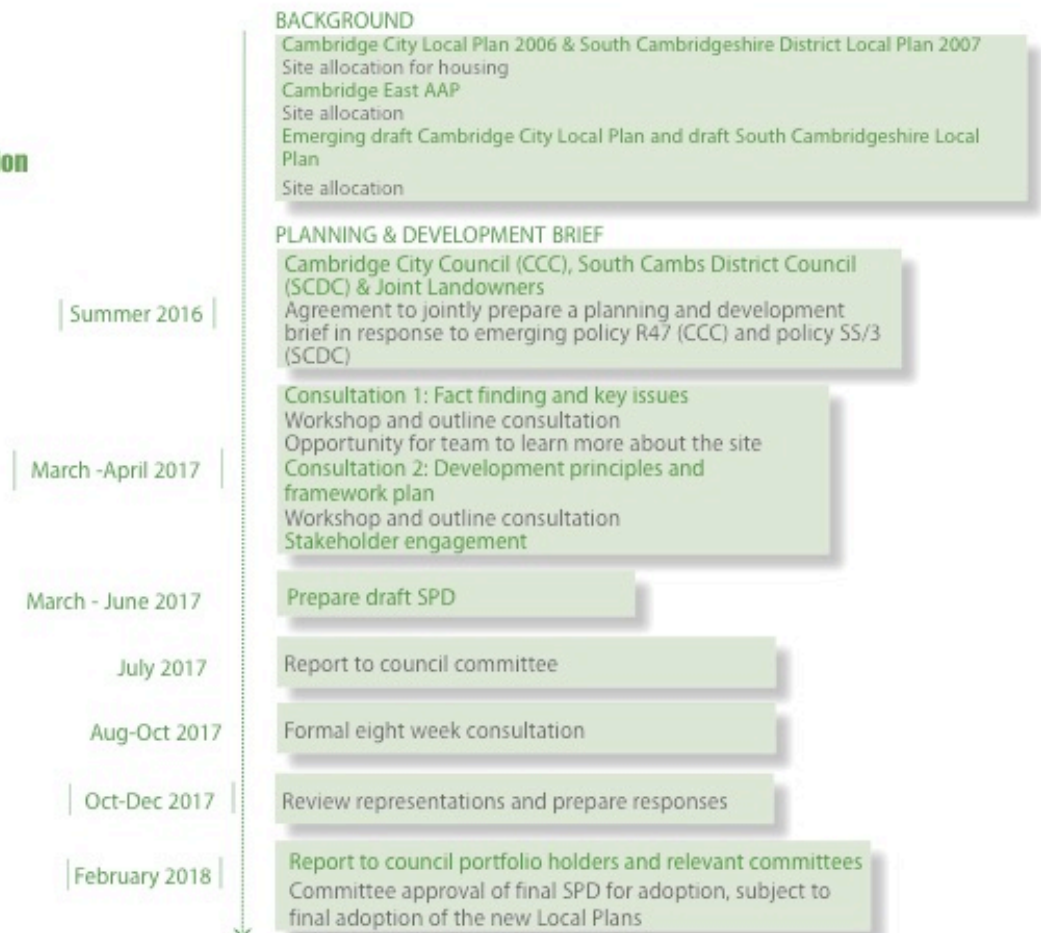 BACKGROUND
Cambridge City Local Plan 2006 & South Cambridgeshire District Local Plan 2007
Site allocation for housing
Cambridge East AAP
Site allocation
Emerging draft Cambridge City Local Plan and draft South Cambridgeshire Local
Plan
Site allocation
PLANNING & DEVELOPMENT BRIEF
Summer 2016
Cambridge City Council (CCC), South Cambs District Council
(SCDC) & Joint Landowners
Agreement to jointly prepare a planning and development
brief in response to emerging policy R47 (CCC) and policy SS/3
(SCDC)
March -April 2017
Consultation 1: Fact finding and key issues
Workshop and outline consultation
Opportunity for team to learn more about the site
Consultation 2: Development principles and
framework plan
Workshop and outline consultation
Stakeholder engagement
March - June 2017
Prepare draft SPD
July 2017
Report to council committee
Aug-Oct 2017
Formal eight week consultation
Oct-Dec 2017
Review representations and prepare responses
February 2018
Report to council portfolio holders and relevant committees
Committee approval of final SPD for adoption, subject to
final adoption of the new Local Plans